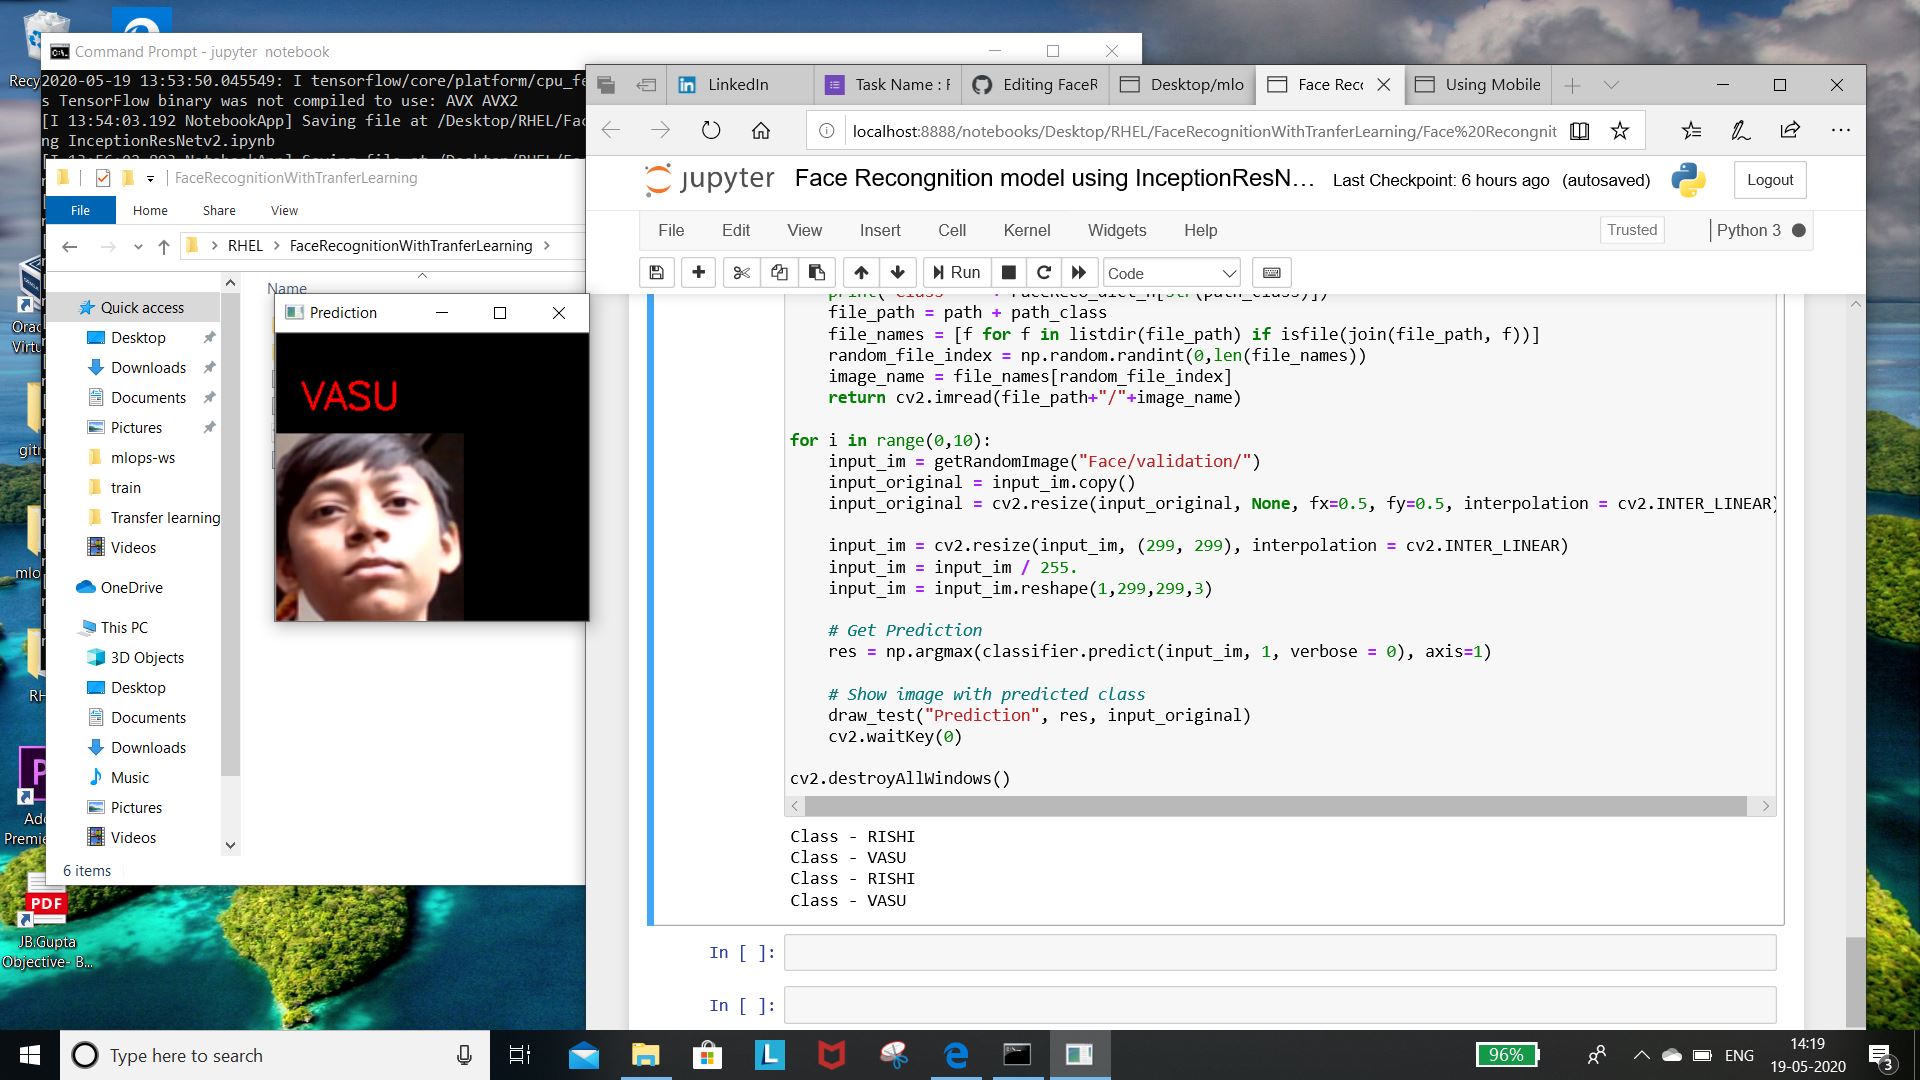 Command Prompt - jupyter notebook
2020-05-19 13:53:50.045549: I tensorflow/core/platform/cpu_fe
s TensorFlow binary was not compiled to use: AVX AVX2
[I 13:54:03.192 NotebookApp] Saving file at /Desktop/RHEL/Fac
ng InceptionResNetv2.ipynb
FaceRecognitionWithTranferLearning
File Home Share View
RHEL > FaceRecognitionWithTranferLearning >
Name
Quick access
Desktop
Downloads
Documents
Pictures
mlops-ws
train
Transfer learning
Videos
OneDrive
This PC
3D Objects
Desktop
Documents
Downloads
Music
Pictures
Videos
6 items
Prediction
VASU
LinkedIn
Task Name : F
Editing FaceR
Desktop/mlo
Face Recc
Using Mobile
localhost:8888/notebooks/Desktop/RHEL/FaceRecognitionWithTranferLearning/Face%20Recongnit
jupyter Face Recongnition model using InceptionResN... Last Checkpoint: 6 hours ago (autosaved) Logout
File Edit View Insert Cell Kernel Widgets Help Trusted Python 3
Run Code
file_path = path + path_class
file_names = [f for f in listdir(file_path) if isfile(join(file_path, f))]
random_file_index = np.random.randint(0,len(file_names))
image_name = file_names[random_file_index]
return cv2.imread(file_path+"/"+image_name)
for i in range(0,10):
input_im = getRandomImage("Face/validation/")
input_original = input_im.copy()
input_original = cv2.resize(input_original, None, fx=0.5, fy=0.5, interpolation = cv2.INTER_LINEAR)
input_im = cv2.resize(input_im, (299, 299), interpolation = cv2.INTER_LINEAR)
input_im = input_im / 255.
input_im = input_im.reshape(1,299,299,3)
# Get Prediction
res = np.argmax(classifier.predict(input_im, 1, verbose = 0), axis=1)
# Show image with predicted class
draw_test("Prediction", res, input_original)
cv2.waitKey(0)
cv2.destroyAllWindows()
Class - RISHI
Class - VASU
Class - RISHI
Class - VASU
In [ ]:
In [ ]:
Recy
Orac
Virtu
gitr
mlo
RH
Ado
Premie
PDF
JB.Gupta
Objective- B...
Type here to search
L
96%
ENG
14:19
19-05-2020
3